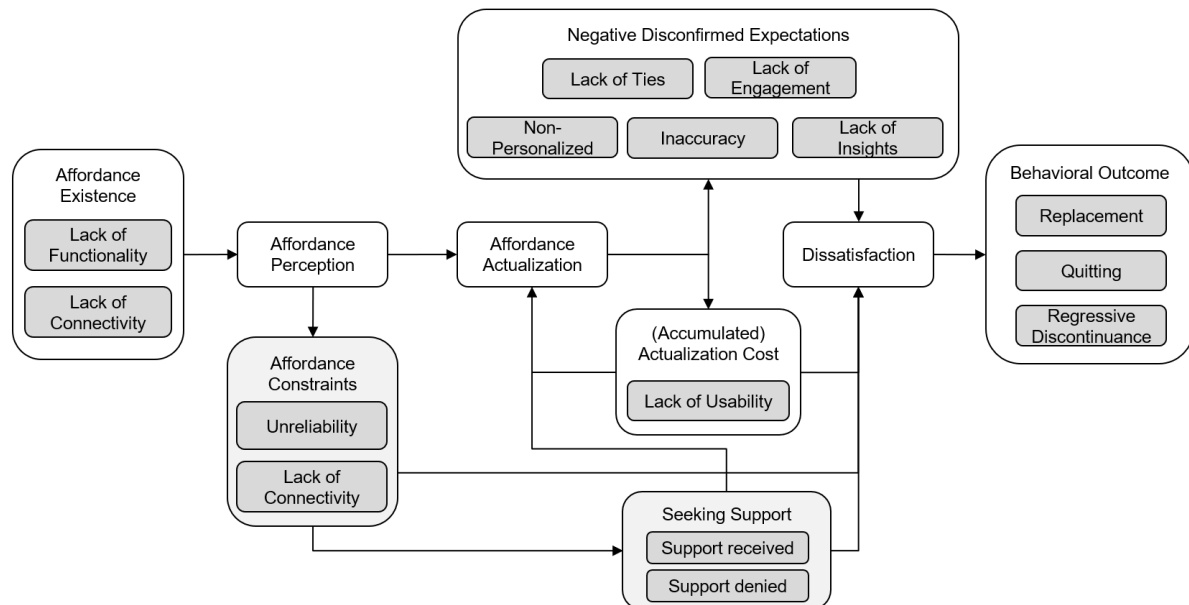 Negative Disconfirmed Expectations
Lack of Ties
Lack of
Engagement
Non-
Personalized
Inaccuracy
Lack of
Insights
Affordance
Existence
Lack of
Functionality
Lack of
Connectivity
Affordance
Perception
Affordance
Actualization
Dissatisfaction
Behavioral Outcome
Replacement
Quitting
Regressive
Discontinuance
(Accumulated)
Actualization Cost
Lack of Usability
Affordance
Constraints
Unreliability
Lack of
Connectivity
Seeking Support
Support received
Support denied